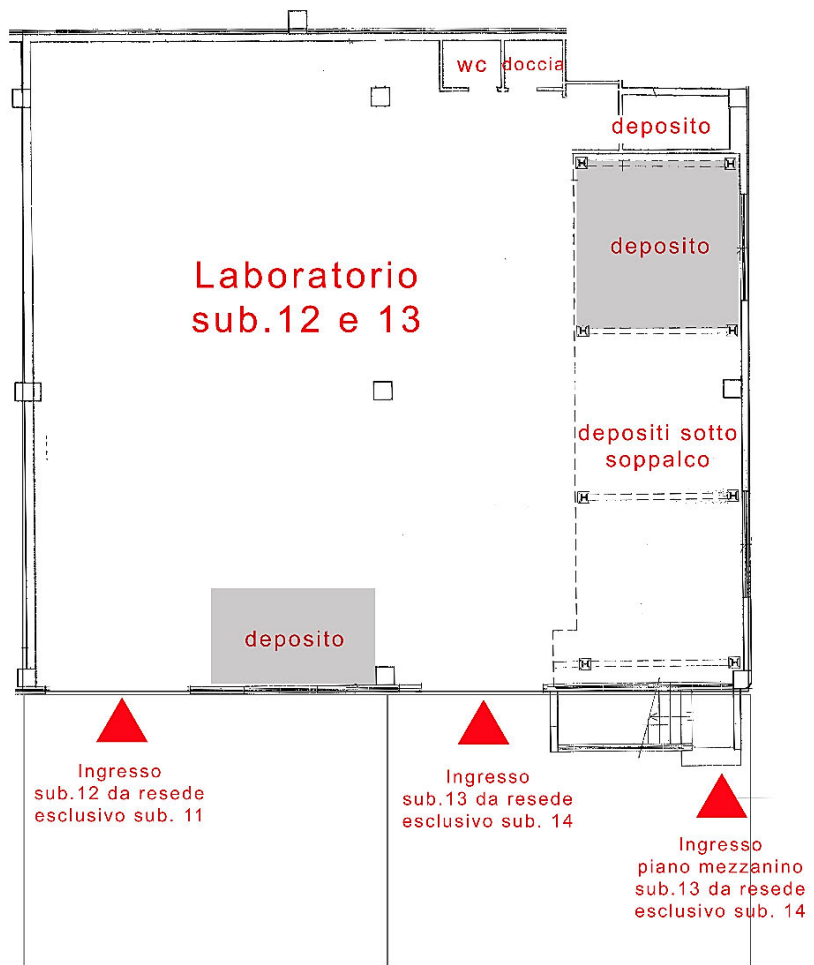 wc
doccia
deposito
deposito
Laboratorio
sub.12 e 13
depositi sotto
soppalco
deposito
Ingresso
sub.12 da resede
esclusivo sub. 11
Ingresso
sub.13 da resede
esclusivo sub. 14
Ingresso
piano mezzanino
sub.13 da resede
esclusivo sub. 14